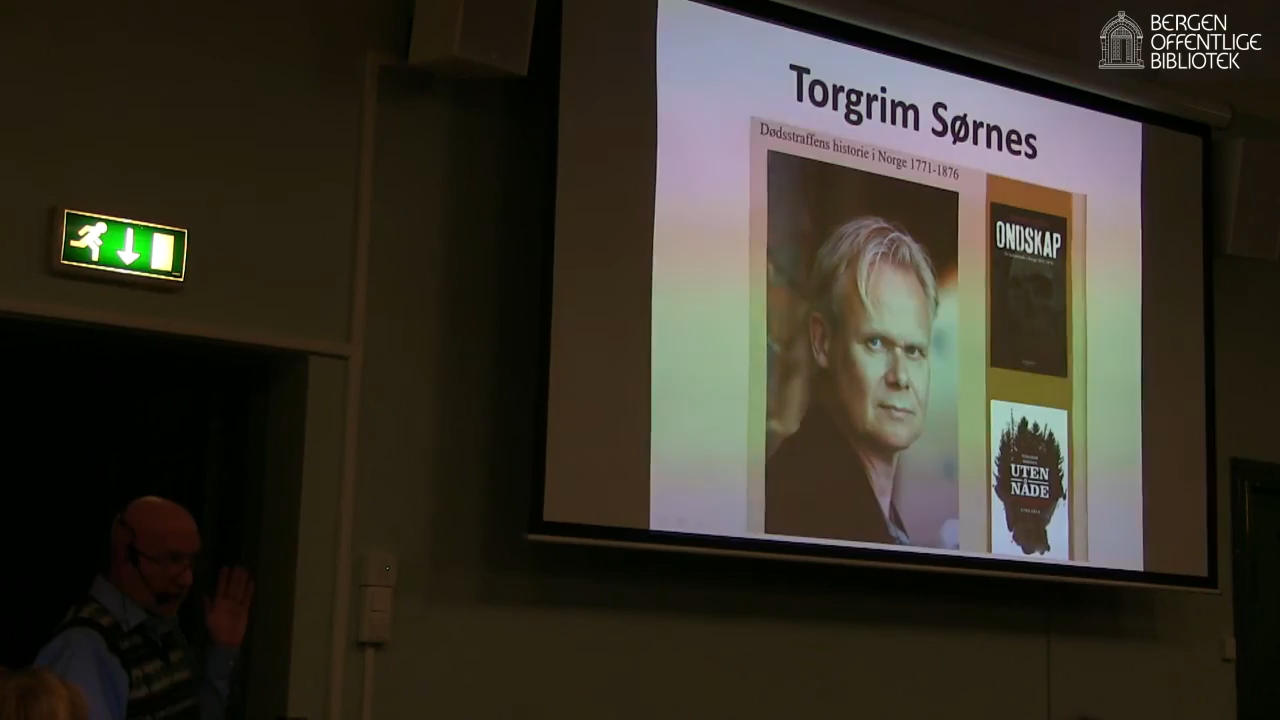 BERGEN
OFFENTLIGE
BIBLIOTEK
Torgrim Sørnes
Dødsstraffens historie i Norge 1771-1876
ONDSKAP
UTEN
NÅDE